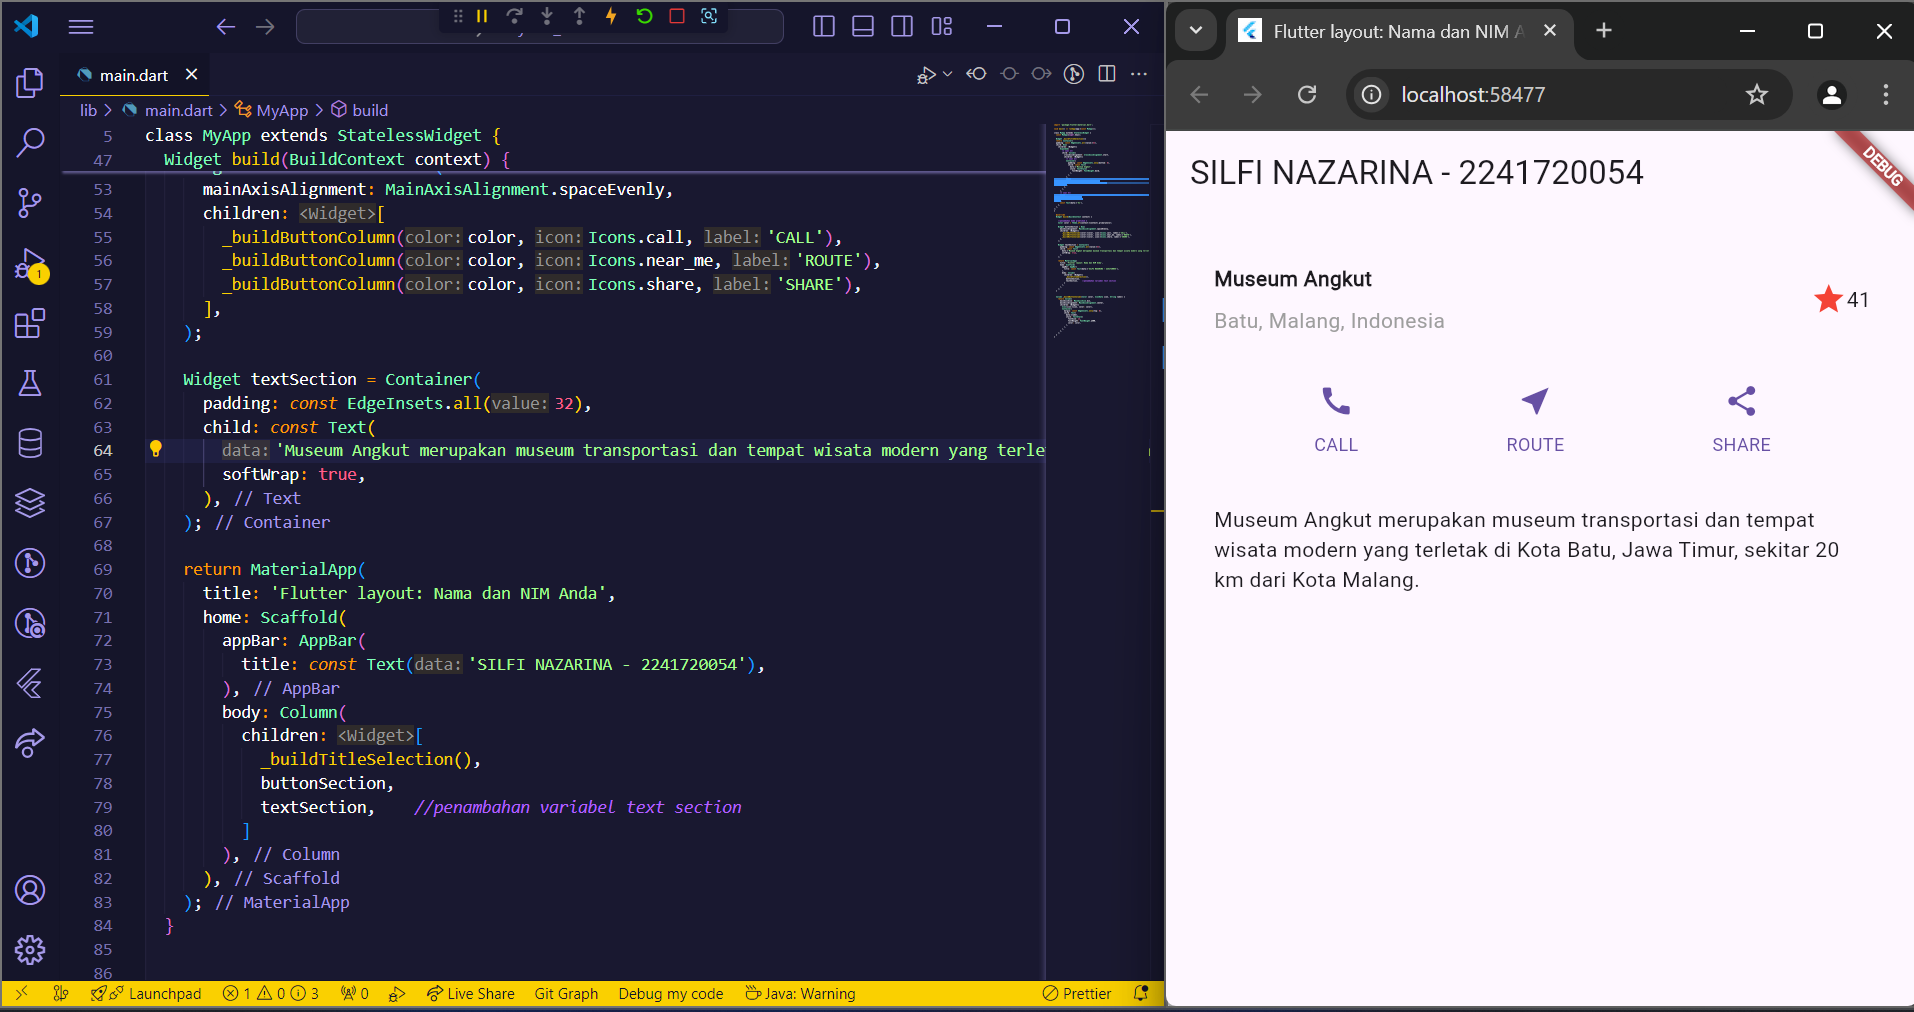 main.dart
lib > main.dart > MyApp > build
5 class MyApp extends StatelessWidget {
47 Widget build(BuildContext context) {
53 mainAxisAlignment: MainAxisAlignment.spaceEvenly,
54 children: <Widget>[
55 _buildButtonColumn(color: color, icon: Icons.call, label: 'CALL'),
56 _buildButtonColumn(color: color, icon: Icons.near_me, label: 'ROUTE'),
57 _buildButtonColumn(color: color, icon: Icons.share, label: 'SHARE'),
58 ],
59 );
60
61 Widget textSection = Container(
62 padding: const EdgeInsets.all(value: 32),
63 child: const Text(
64 data: 'Museum Angkut merupakan museum transportasi dan tempat wisata modern yang terle
65 softWrap: true,
66 ), // Text
67 ); // Container
68
69 return MaterialApp(
70 title: 'Flutter layout: Nama dan NIM Anda',
71 home: Scaffold(
72 appBar: AppBar(
73 title: const Text(data: 'SILFI NAZARINA - 2241720054'),
74 ), // AppBar
75 body: Column(
76 children: <Widget>[
77 _buildTitleSelection(),
78 buttonSection,
79 textSection, //penambahan variabel text section
80 ]
81 ), // Column
82 ), // Scaffold
83 ); // MaterialApp
84 }
85
86
1
Launchpad 1 0 3 0 Live Share Git Graph Debug my code Java: Warning Prettier
Flutter layout: Nama dan NIM A
localhost:58477
DEBUG
SILFI NAZARINA - 2241720054
Museum Angkut
Batu, Malang, Indonesia
41
CALL ROUTE SHARE
Museum Angkut merupakan museum transportasi dan tempat
wisata modern yang terletak di Kota Batu, Jawa Timur, sekitar 20
km dari Kota Malang.